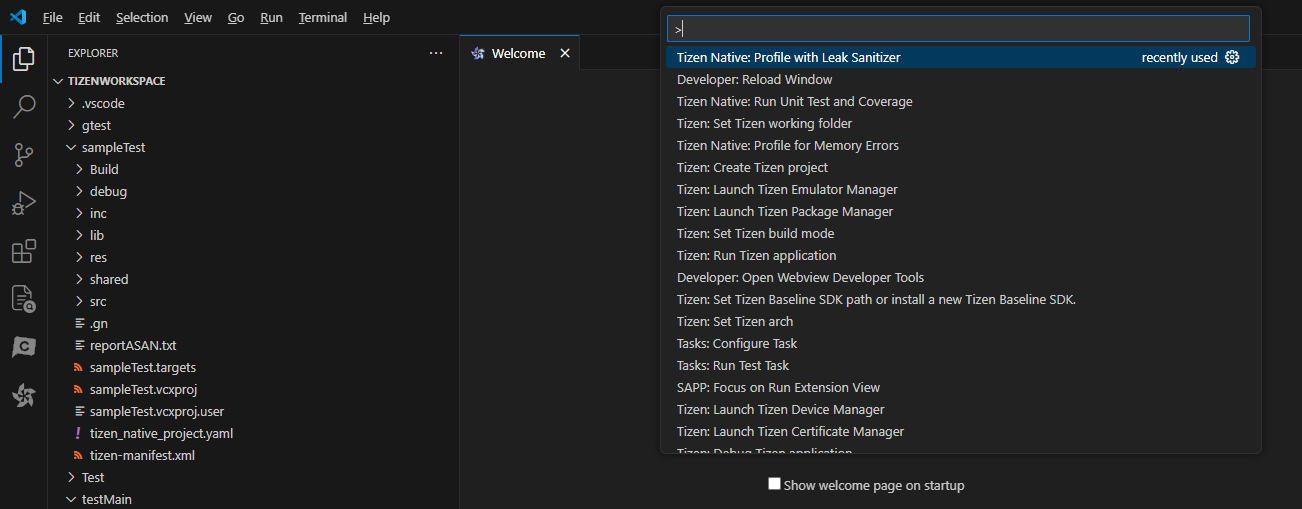 File Edit Selection View Go Run Terminal Help
>
EXPLORER
Welcome
TIZENWORKSPACE
.vscode
gtest
sampleTest
Build
debug
inc
lib
res
shared
src
.gn
reportASAN.txt
sampleTest.targets
sampleTest.vcxproj
sampleTest.vcxproj.user
! tizen_native_project.yaml
tizen-manifest.xml
Test
testMain
Tizen Native: Profile with Leak Sanitizer recently used
Developer: Reload Window
Tizen Native: Run Unit Test and Coverage
Tizen: Set Tizen working folder
Tizen Native: Profile for Memory Errors
Tizen: Create Tizen project
Tizen: Launch Tizen Emulator Manager
Tizen: Launch Tizen Package Manager
Tizen: Set Tizen build mode
Tizen: Run Tizen application
Developer: Open Webview Developer Tools
Tizen: Set Tizen Baseline SDK path or install a new Tizen Baseline SDK.
Tizen: Set Tizen arch
Tasks: Configure Task
Tasks: Run Test Task
SAPP: Focus on Run Extension View
Tizen: Launch Tizen Device Manager
Tizen: Launch Tizen Certificate Manager
Tizen: Debug Tizen application
Show welcome page on startup